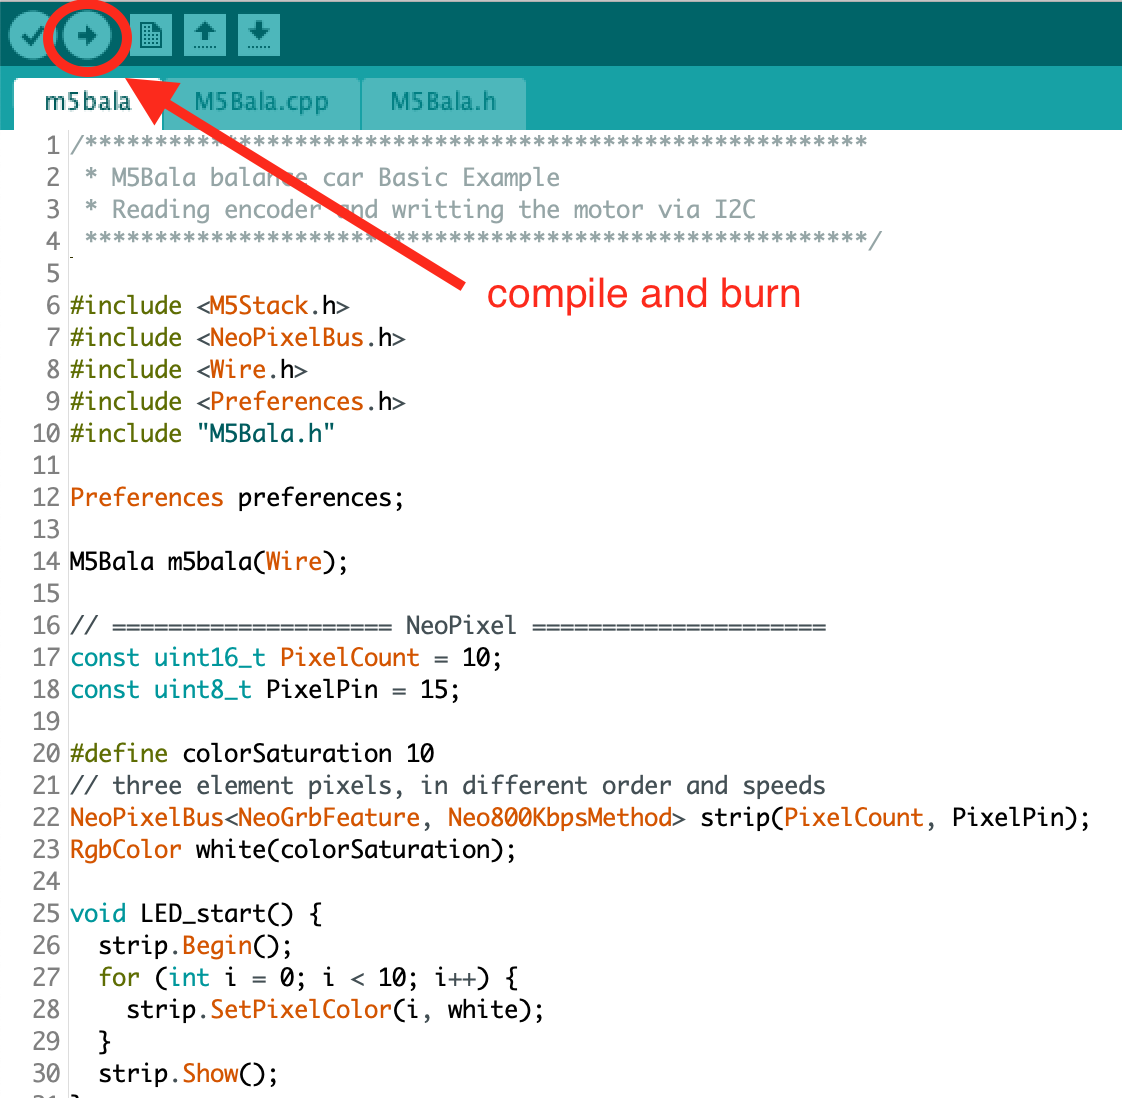 m5bala M5Bala.cpp M5Bala.h
1 /********************************************************
2  * M5Bala balance car Basic Example
3  * Reading encoder and writting the motor via I2C
4  ********************************************************/
5
compile and burn
6 #include <M5Stack.h>
7 #include <NeoPixelBus.h>
8 #include <Wire.h>
9 #include <Preferences.h>
10 #include "M5Bala.h"
11
12 Preferences preferences;
13
14 M5Bala m5bala(Wire);
15
16 // ==================== NeoPixel =====================
17 const uint16_t PixelCount = 10;
18 const uint8_t PixelPin = 15;
19
20 #define colorSaturation 10
21 // three element pixels, in different order and speeds
22 NeoPixelBus<NeoGrbFeature, Neo800KbpsMethod> strip(PixelCount, PixelPin);
23 RgbColor white(colorSaturation);
24
25 void LED_start() {
26   strip.Begin();
27   for (int i = 0; i < 10; i++) {
28     strip.SetPixelColor(i, white);
29   }
30   strip.Show();